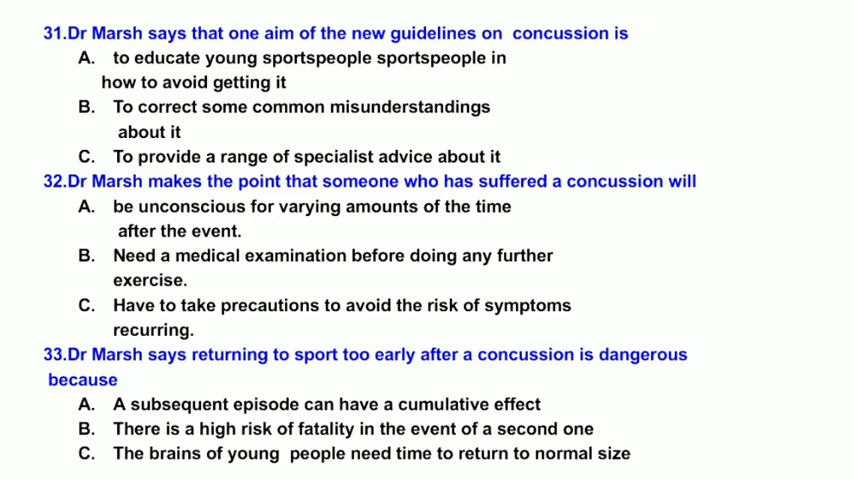 31.Dr Marsh says that one aim of the new guidelines on concussion is
A. to educate young sportspeople sportspeople in
how to avoid getting it
B. To correct some common misunderstandings
about it
C. To provide a range of specialist advice about it
32.Dr Marsh makes the point that someone who has suffered a concussion will
A. be unconscious for varying amounts of the time
after the event.
B. Need a medical examination before doing any further
exercise.
C. Have to take precautions to avoid the risk of symptoms
recurring.
33.Dr Marsh says returning to sport too early after a concussion is dangerous
because
A. A subsequent episode can have a cumulative effect
B. There is a high risk of fatality in the event of a second one
C. The brains of young people need time to return to normal size